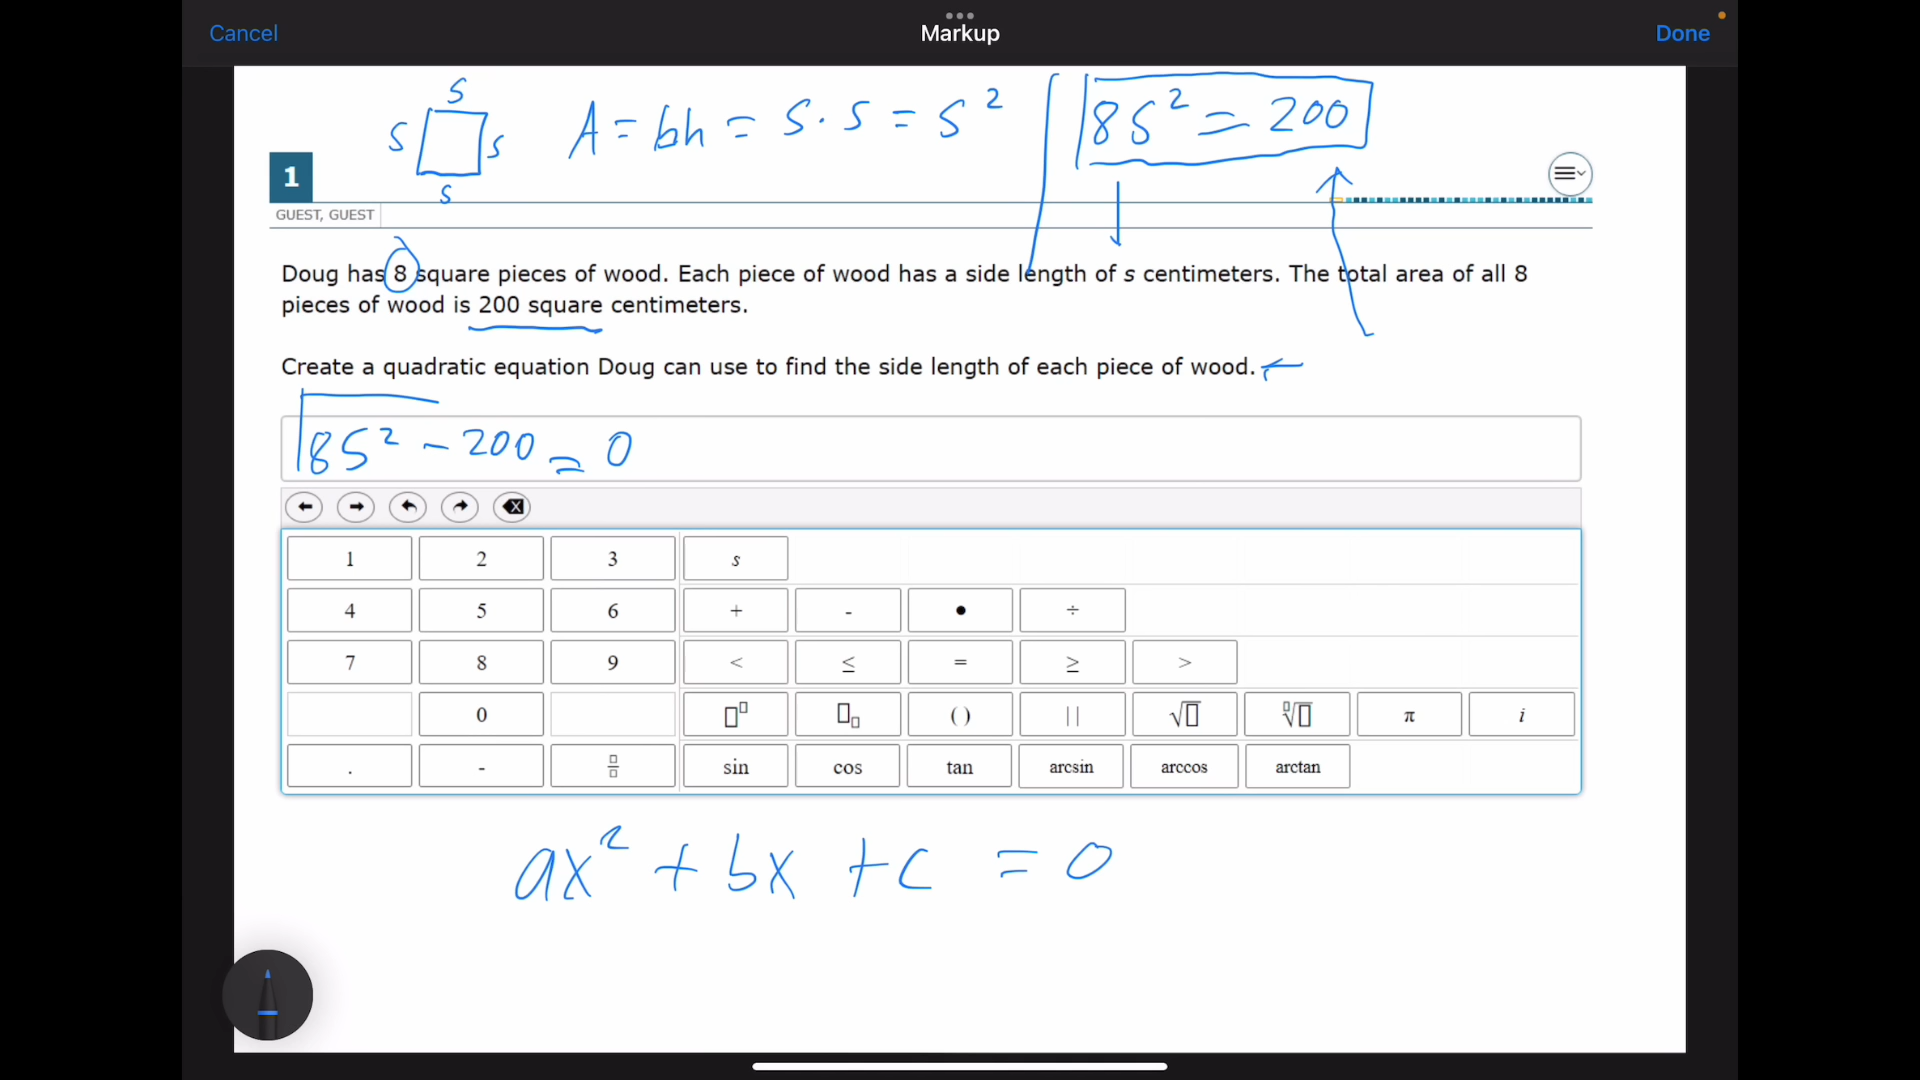 Cancel
Markup
Done
s
s
s
s
A = bh = s · s = s²
8s² = 200
1
GUEST, GUEST
Doug has 8 square pieces of wood. Each piece of wood has a side length of s centimeters. The total area of all 8
pieces of wood is 200 square centimeters.
Create a quadratic equation Doug can use to find the side length of each piece of wood.
8s² - 200 = 0
1 2 3 s
4 5 6 + - • ÷
7 8 9 < ≤ = ≥ >
0 ( ) | | √ √ π i
. - sin cos tan arcsin arccos arctan
ax² + bx + c = 0